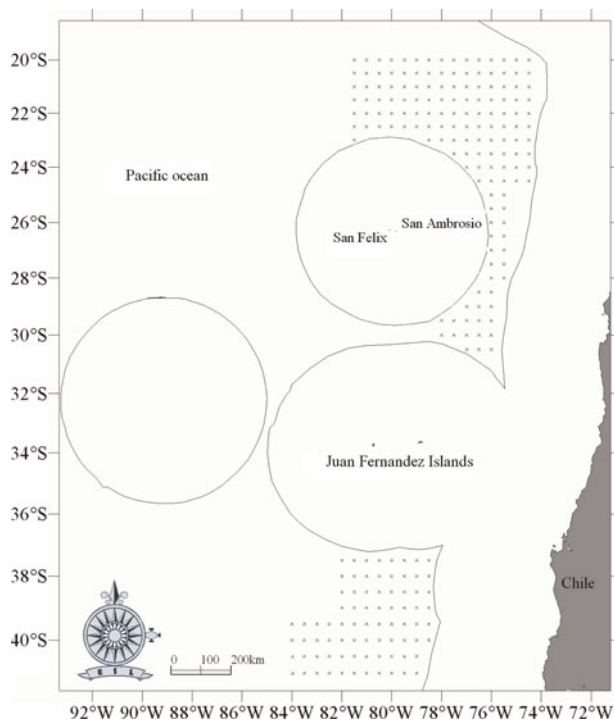 20°S
22°S
24°S
Pacific ocean
26°S
San Felix
San Ambrosio
28°S
30°S
32°S
34°S
Juan Fernandez Islands
36°S
38°S
Chile
40°S
0 100 200km
92°W 90°W 88°W 86°W 84°W 82°W 80°W 78°W 76°W 74°W 72°W